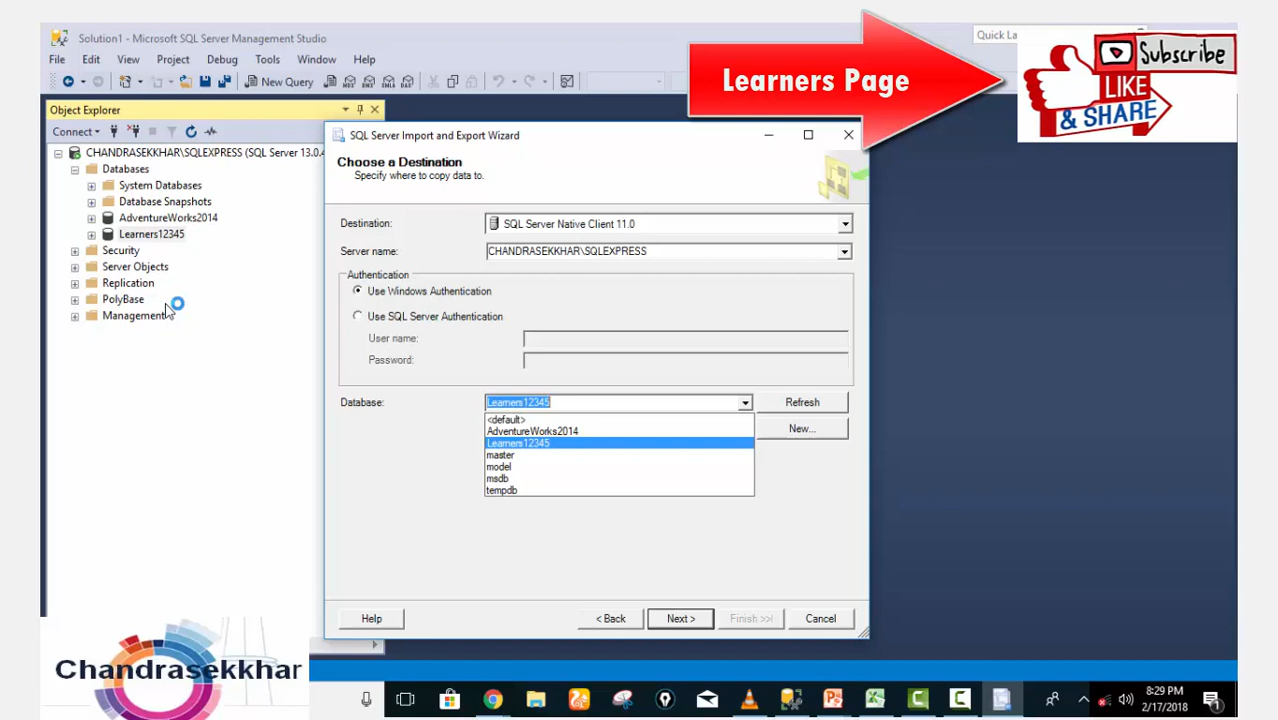 Solution1 - Microsoft SQL Server Management Studio
Quick La
File Edit View Project Debug Tools Window Help
New Query
Learners Page
Subscribe
LIKE
& SHARE
Object Explorer
Connect
CHANDRASEKKHAR\SQLEXPRESS (SQL Server 13.0.4
Databases
System Databases
Database Snapshots
AdventureWorks2014
Learners12345
Security
Server Objects
Replication
PolyBase
Management
SQL Server Import and Export Wizard
Choose a Destination
Specify where to copy data to.
Destination: SQL Server Native Client 11.0
Server name: CHANDRASEKKHAR\SQLEXPRESS
Authentication
Use Windows Authentication
Use SQL Server Authentication
User name:
Password:
Database: Learners12345 Refresh
<default>
AdventureWorks2014
New...
Learners12345
master
model
msdb
tempdb
Help < Back Next > Finish >>| Cancel
Chandrasekkhar
8:29 PM
2/17/2018
1